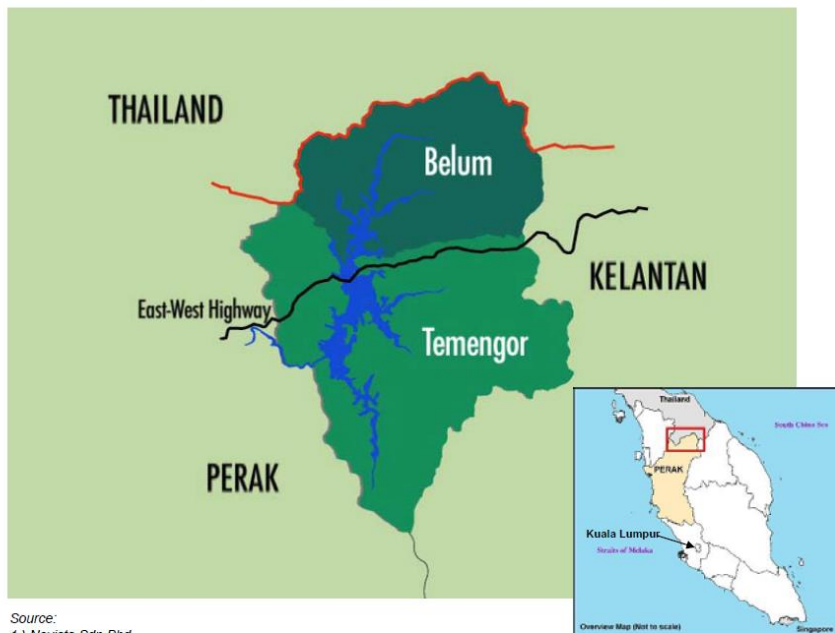 THAILAND
Belum
KELANTAN
East-West Highway
Temengor
PERAK
Thailand
South China Sea
PERAK
Kuala Lumpur
Straits of Melaka
Overview Map (Not to scale)
Singapore
Source: